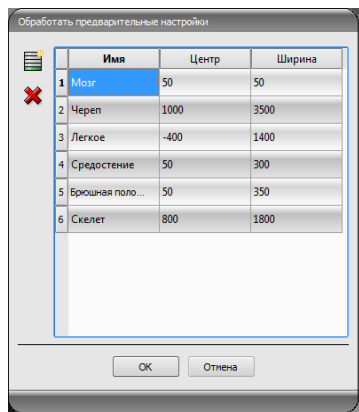 Обработать предварительные настройки
Имя Центр Ширина
1 Мозг 50 50
2 Череп 1000 3500
3 Легкое -400 1400
4 Средостение 50 300
5 Брюшная поло... 50 350
6 Скелет 800 1800
OK Отмена